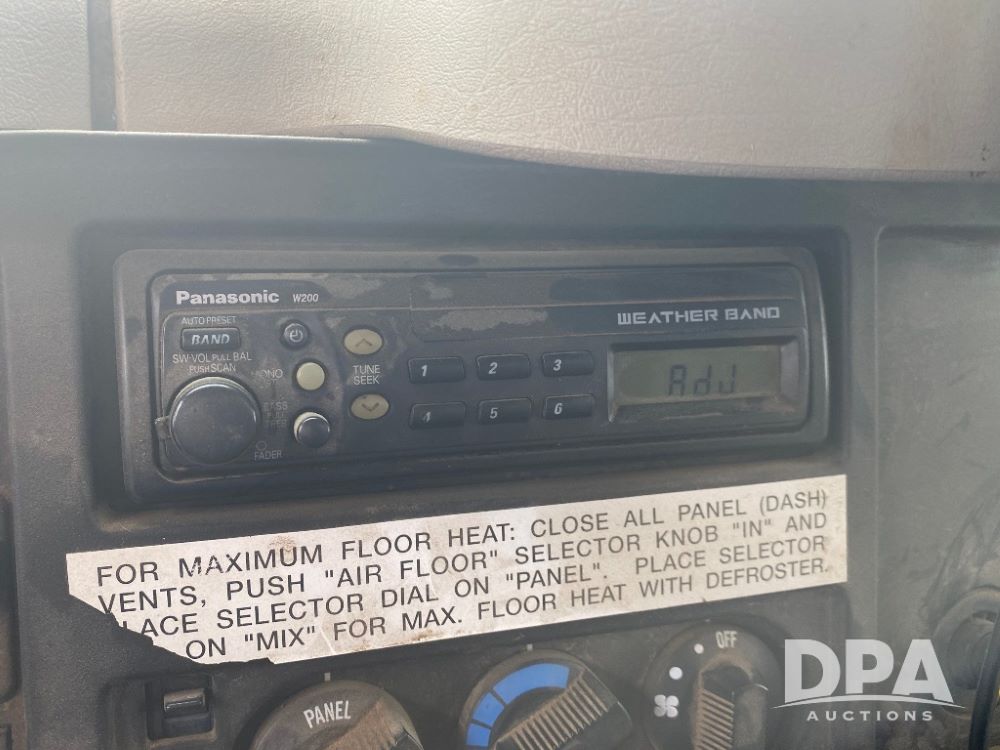 Panasonic W200
WEATHER BAND
AUTO PRESET
BAND
SW-VOL PULL BAL
PUSH SCAN
MONO
TUNE
SEEK
1 2 3
4 5 6
AdJ
FADER
FOR MAXIMUM FLOOR HEAT: CLOSE ALL PANEL (DASH)
VENTS, PUSH "AIR FLOOR" SELECTOR KNOB "IN" AND
LACE SELECTOR DIAL ON "PANEL". PLACE SELECTOR
ON "MIX" FOR MAX. FLOOR HEAT WITH DEFROSTER.
PANEL
OFF
DPA
AUCTIONS